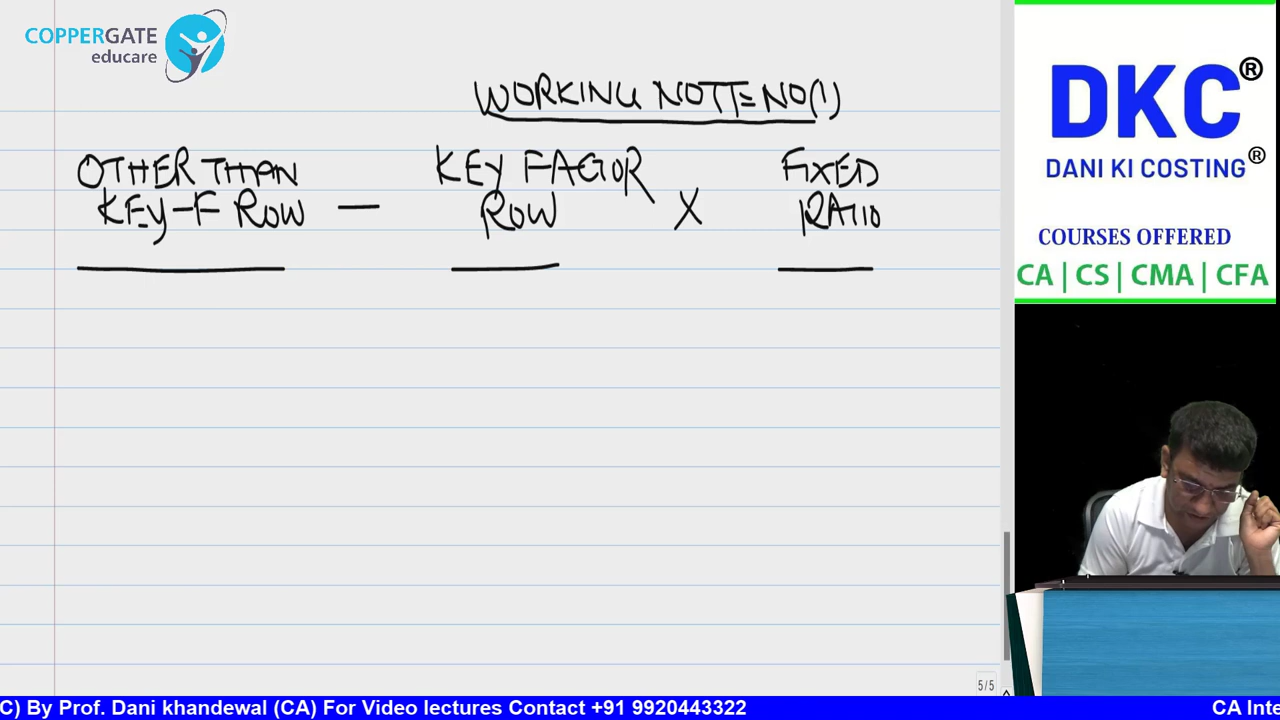 COPPERGATE
educare
WORKING NOTE NO(1)
OTHER THAN
KEY-F ROW — 
KEY FACTOR
ROW X
FIXED
RATIO
5/5
DKC®
DANI KI COSTING®
COURSES OFFERED
CA | CS | CMA | CFA
C) By Prof. Dani khandewal (CA) For Video lectures Contact +91 9920443322
CA Inte